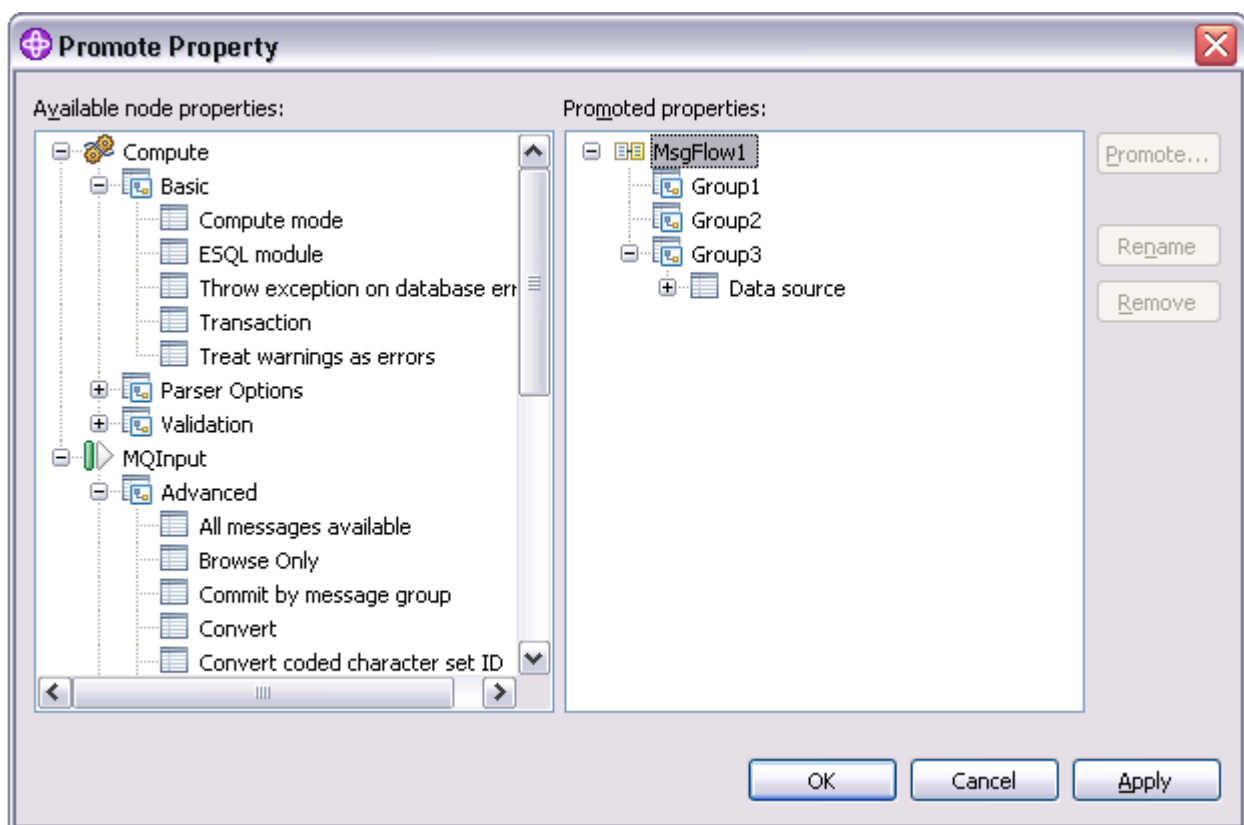 Promote Property
Available node properties:
Compute
Basic
Compute mode
ESQL module
Throw exception on database err
Transaction
Treat warnings as errors
Parser Options
Validation
MQInput
Advanced
All messages available
Browse Only
Commit by message group
Convert
Convert coded character set ID
Promoted properties:
MsgFlow1
Group1
Group2
Group3
Data source
Promote...
Rename
Remove
OK
Cancel
Apply